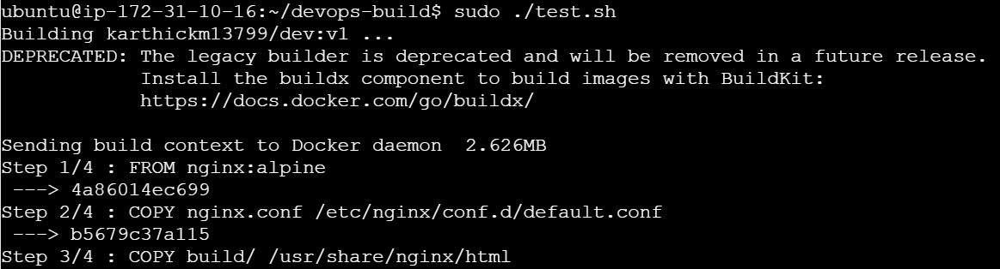 ubuntu@ip-172-31-10-16:~/devops-build$ sudo ./test.sh
Building karthickm13799/dev:v1 ...
DEPRECATED: The legacy builder is deprecated and will be removed in a future release.
            Install the buildx component to build images with BuildKit:
            https://docs.docker.com/go/buildx/

Sending build context to Docker daemon  2.626MB
Step 1/4 : FROM nginx:alpine
 ---> 4a86014ec699
Step 2/4 : COPY nginx.conf /etc/nginx/conf.d/default.conf
 ---> b5679c37a115
Step 3/4 : COPY build/ /usr/share/nginx/html